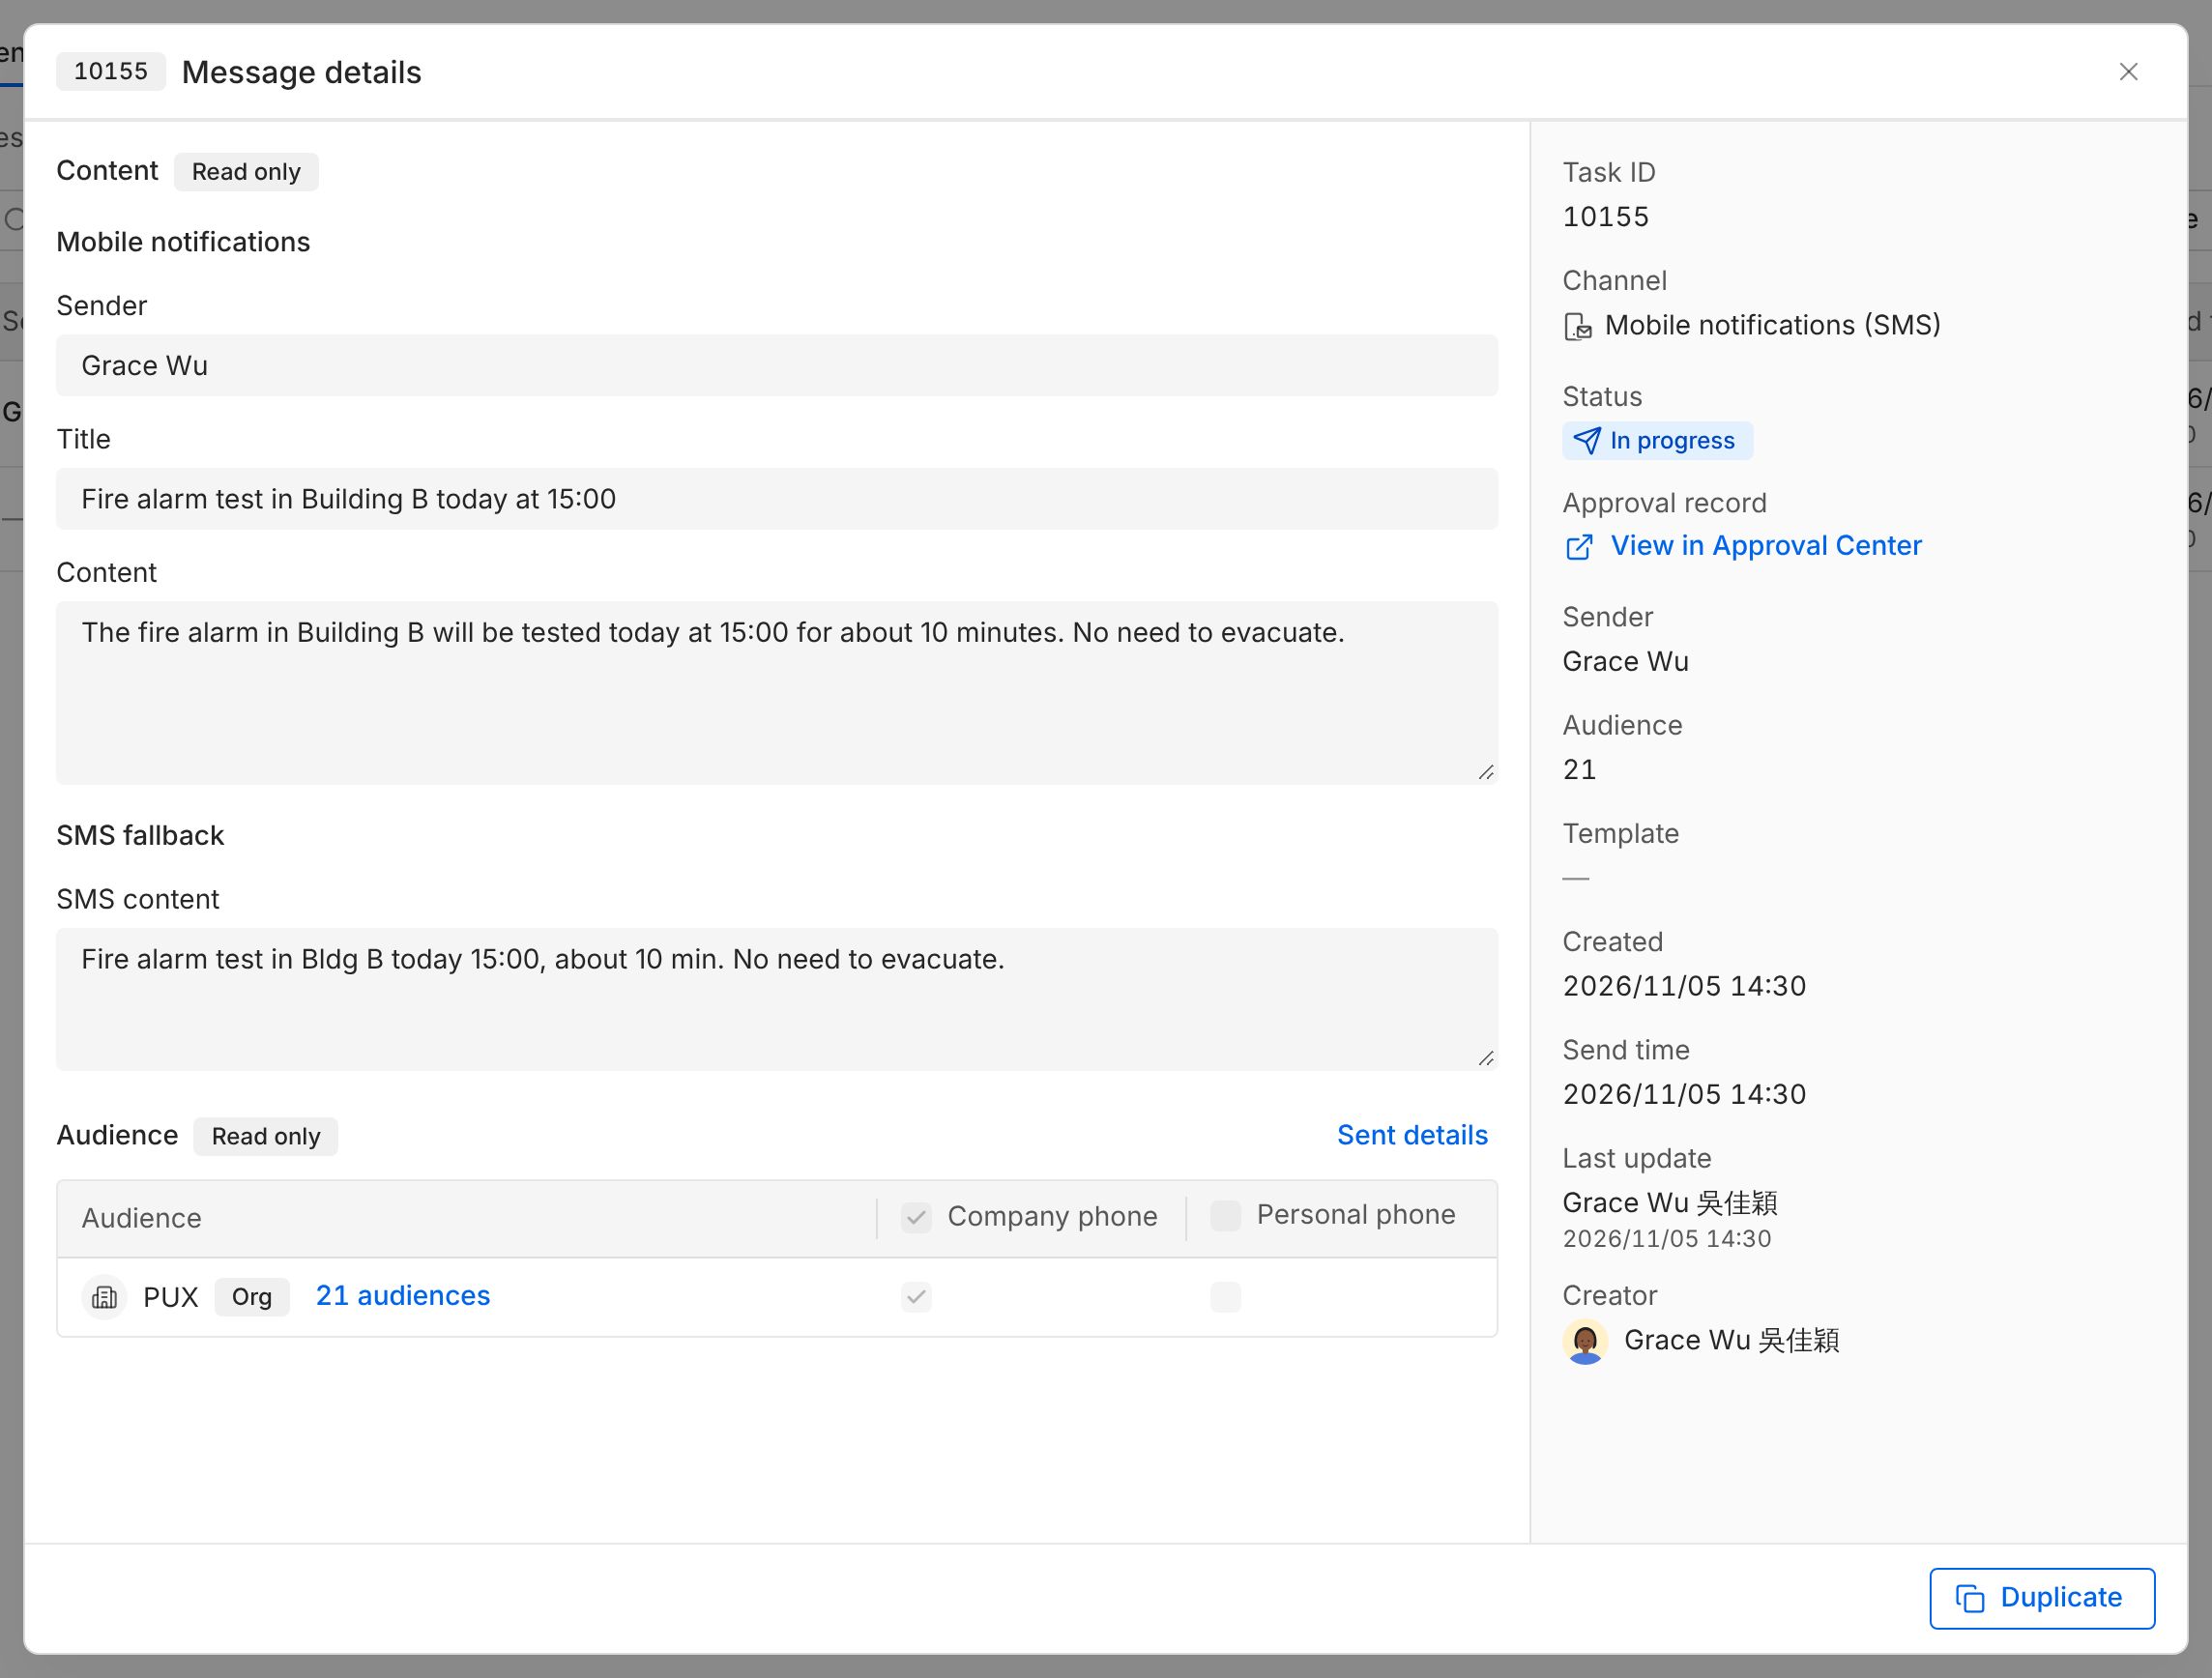 10155 Message details
Content Read only
Mobile notifications
Sender
Grace Wu
Title
Fire alarm test in Building B today at 15:00
Content
The fire alarm in Building B will be tested today at 15:00 for about 10 minutes. No need to evacuate.
SMS fallback
SMS content
Fire alarm test in Bldg B today 15:00, about 10 min. No need to evacuate.
Audience Read only Sent details
Audience Company phone Personal phone
PUX Org 21 audiences
Task ID
10155
Channel
Mobile notifications (SMS)
Status
In progress
Approval record
View in Approval Center
Sender
Grace Wu
Audience
21
Template
—
Created
2026/11/05 14:30
Send time
2026/11/05 14:30
Last update
Grace Wu 吳佳穎
2026/11/05 14:30
Creator
Grace Wu 吳佳穎
Duplicate